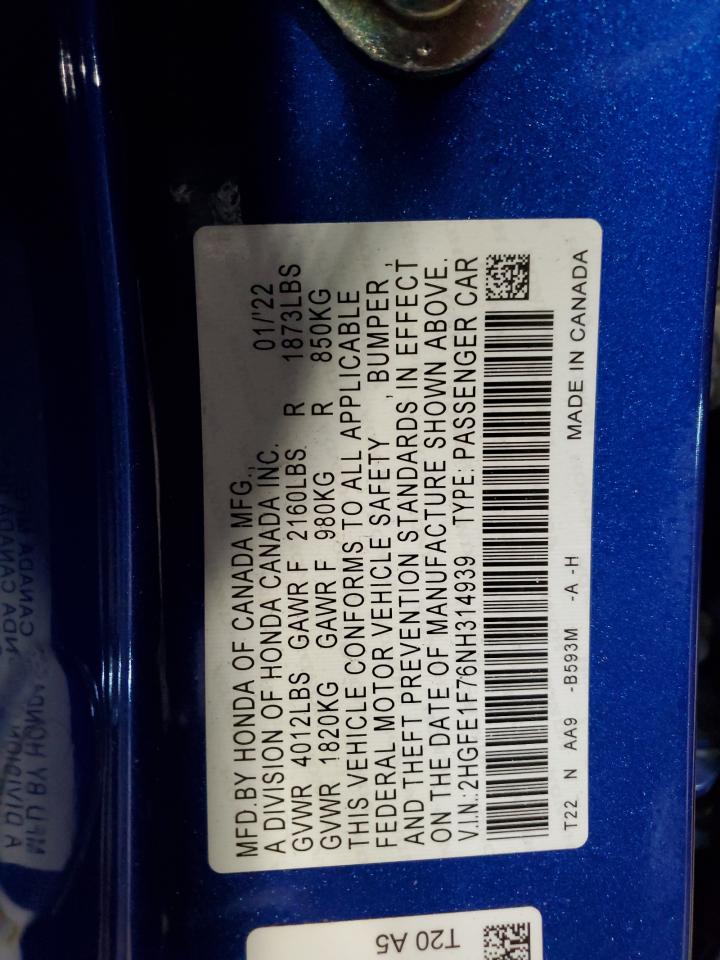 MFD.BY HONDA OF CANADA MFG.,
A DIVISION OF HONDA CANADA INC. 01/'22
GVWR 4012LBS GAWR F 2160LBS R 1873LBS
GVWR 1820KG GAWR F 980KG R 850KG
THIS VEHICLE CONFORMS TO ALL APPLICABLE
FEDERAL MOTOR VEHICLE SAFETY , BUMPER ,
AND THEFT PREVENTION STANDARDS IN EFFECT
ON THE DATE OF MANUFACTURE SHOWN ABOVE.
V.I.N.:2HGFE1F76NH314939 TYPE: PASSENGER CAR
T22 N AA9 -B593M -A -H MADE IN CANADA
T20 A5